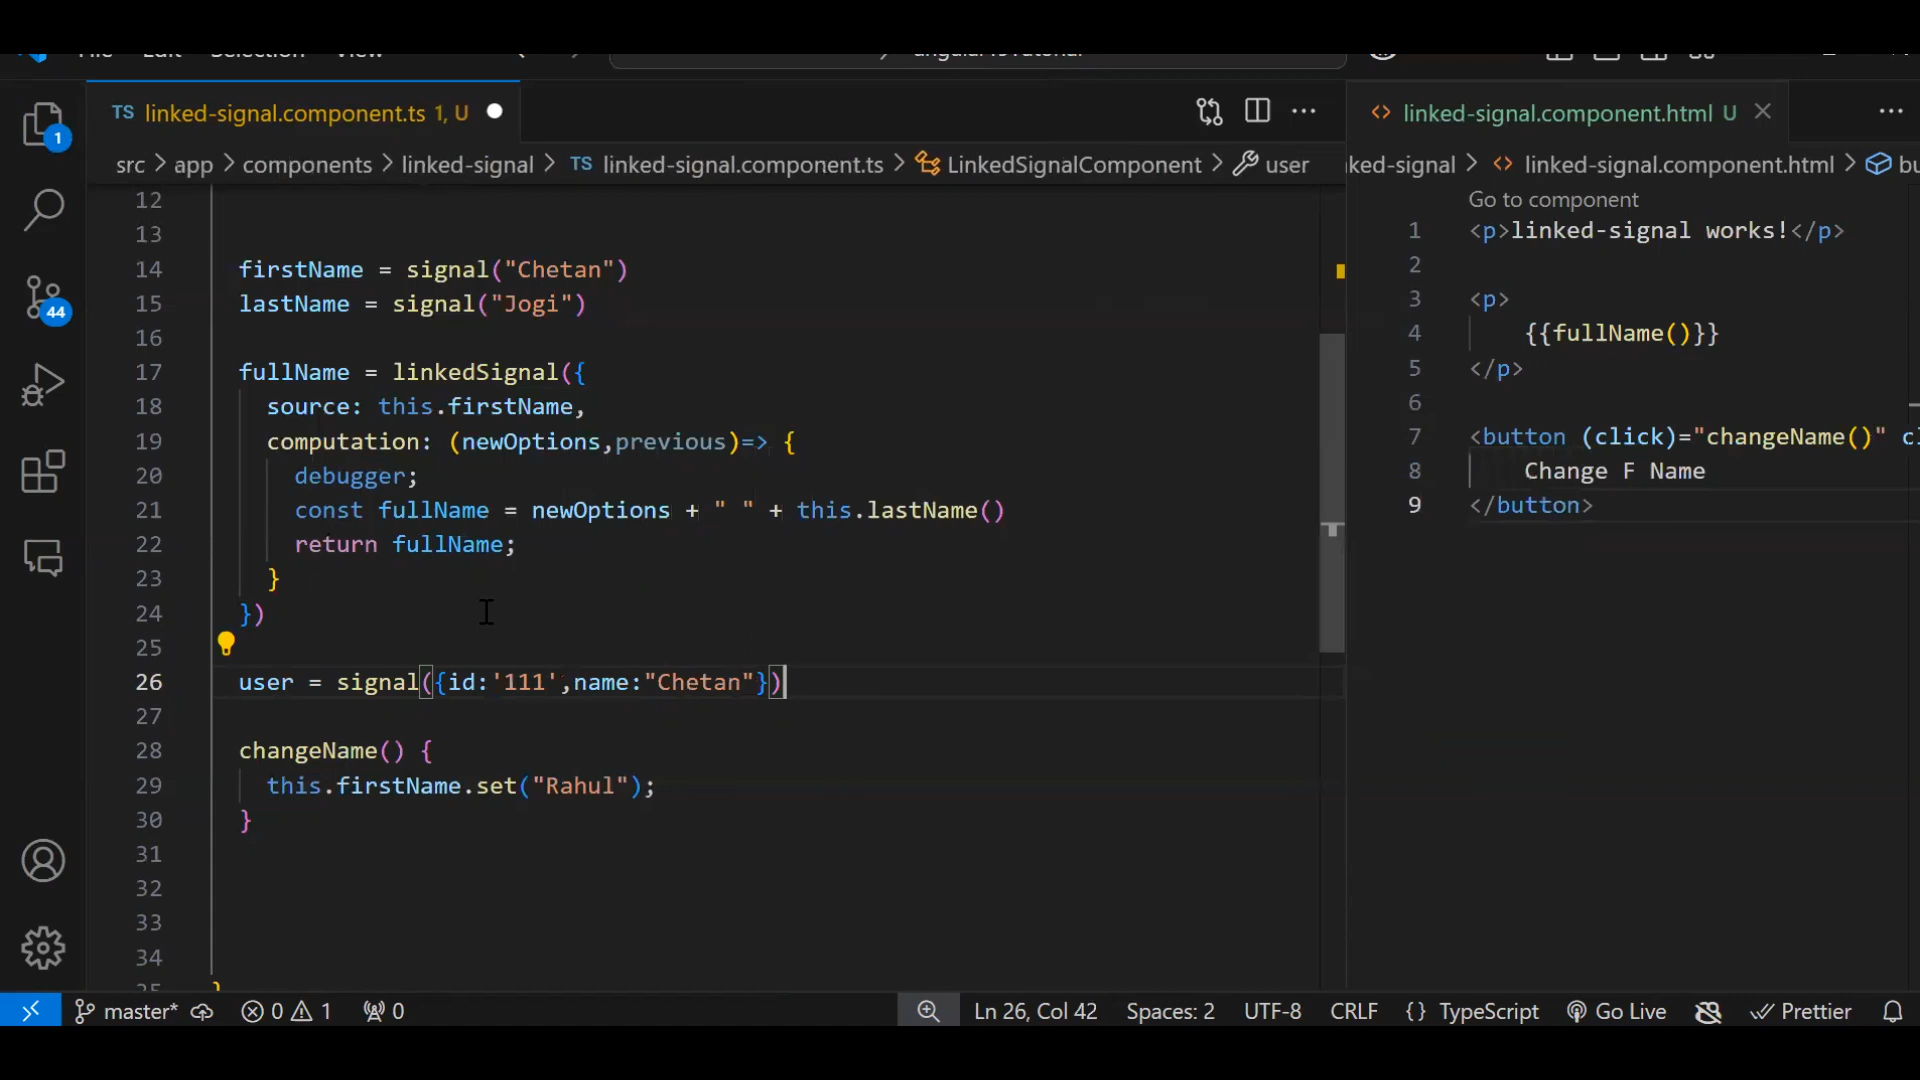 linked-signal.component.ts 1, U
linked-signal.component.html U
src > app > components > linked-signal > TS linked-signal.component.ts > LinkedSignalComponent > user
linked-signal > linked-signal.component.html >
Go to component
12
13
14 firstName = signal("Chetan")
15 lastName = signal("Jogi")
16
17 fullName = linkedSignal({
18 source: this.firstName,
19 computation: (newOptions,previous)=> {
20 debugger;
21 const fullName = newOptions + " " + this.lastName()
22 return fullName;
23 }
24 })
25
26 user = signal({id:'111',name:"Chetan"})
27
28 changeName() {
29 this.firstName.set("Rahul");
30 }
31
32
33
34
1 <p>linked-signal works!</p>
2
3 <p>
4 {{fullName()}}
5 </p>
6
7 <button (click)="changeName()"
8 Change F Name
9 </button>
1
44
master* 0 1 0
Ln 26, Col 42 Spaces: 2 UTF-8 CRLF {} TypeScript Go Live Prettier